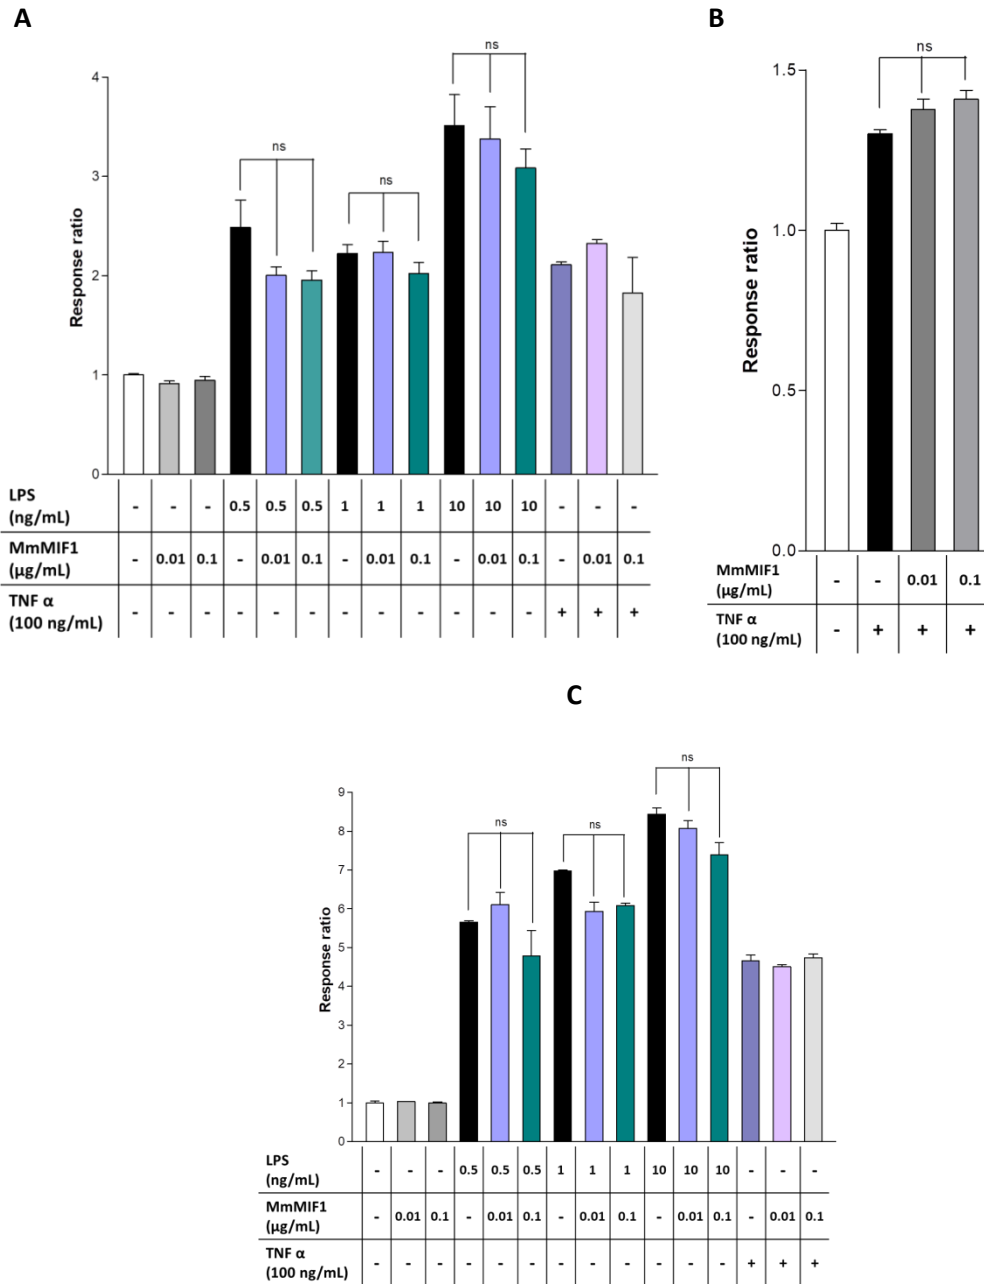 A
ns
ns
ns
4
3
2
1
0
Response ratio
LPS
(ng/mL) - - - 0.5 0.5 0.5 1 1 1 10 10 10 - - -
MmMIF1
(µg/mL) - 0.01 0.1 - 0.01 0.1 - 0.01 0.1 - 0.01 0.1 - 0.01 0.1
TNF α
(100 ng/mL) - - - - - - - - - - - - + + +
B
ns
1.5
1.0
0.5
0.0
Response ratio
MmMIF1
(µg/mL) - - 0.01 0.1
TNF α
(100 ng/mL) - + + +
C
ns
ns
ns
9
8
7
6
5
4
3
2
1
0
Response ratio
LPS
(ng/mL) - - - 0.5 0.5 0.5 1 1 1 10 10 10 - - -
MmMIF1
(µg/mL) - 0.01 0.1 - 0.01 0.1 - 0.01 0.1 - 0.01 0.1 - 0.01 0.1
TNF α
(100 ng/mL) - - - - - - - - - - - - + + +